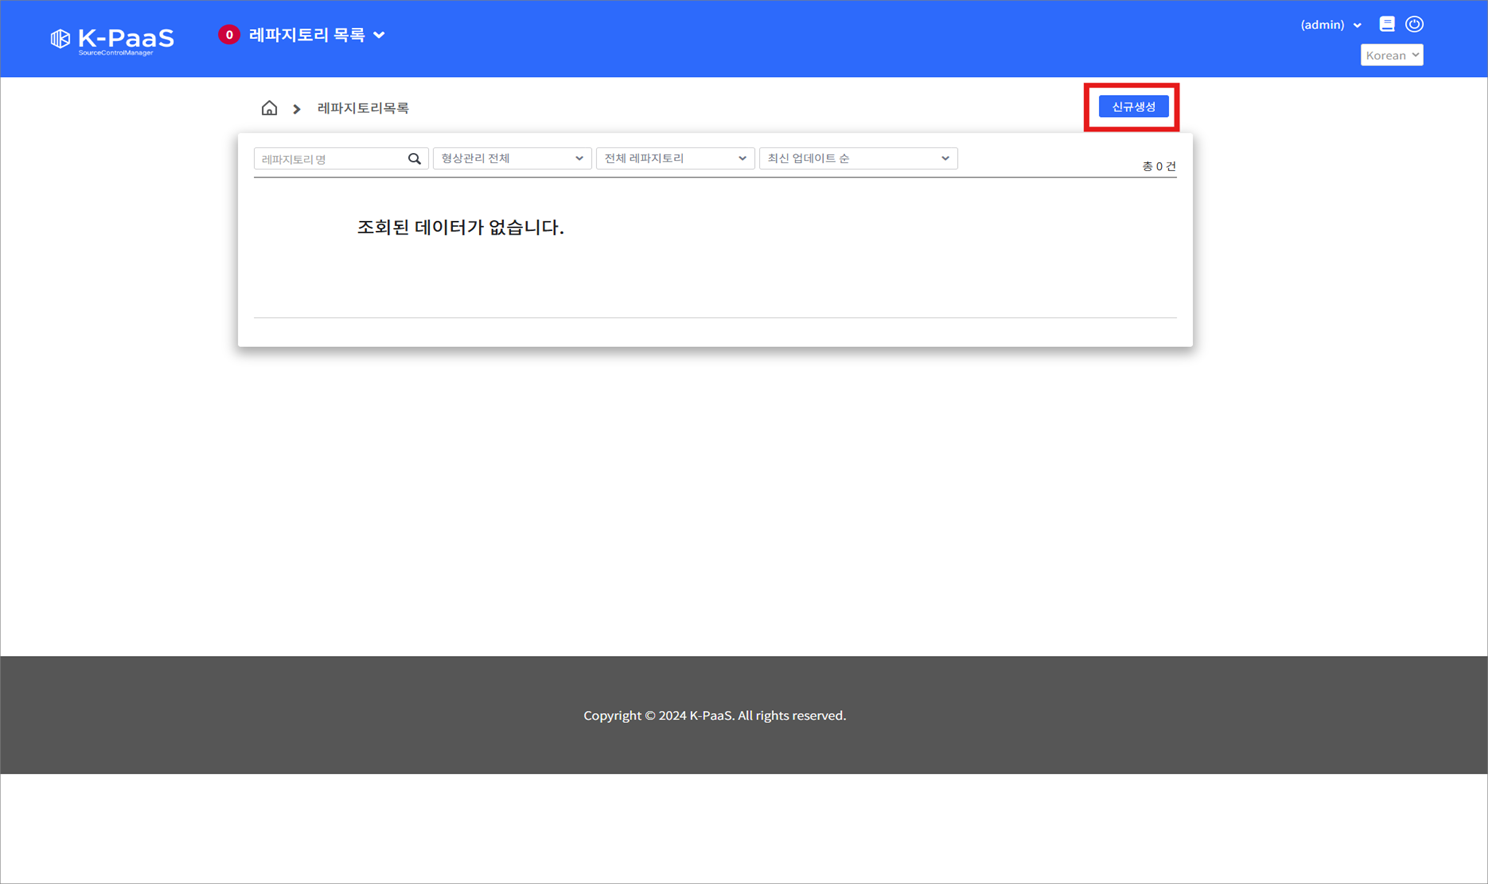 K-PaaS
SourceControlManager
0 레파지토리 목록
(admin)
Korean
레파지토리목록
신규생성
레파지토리 명
형상관리 전체
전체 레파지토리
최신 업데이트 순
총 0 건
조회된 데이터가 없습니다.
Copyright © 2024 K-PaaS. All rights reserved.